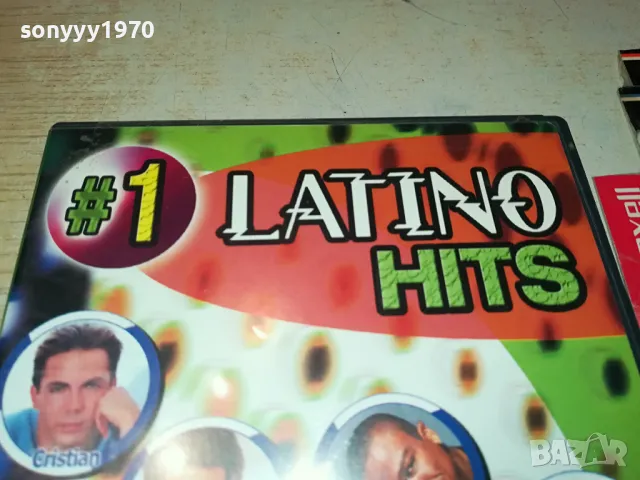 sonyyy1970
#1 LATINO
HITS
Cristian
BAZAR